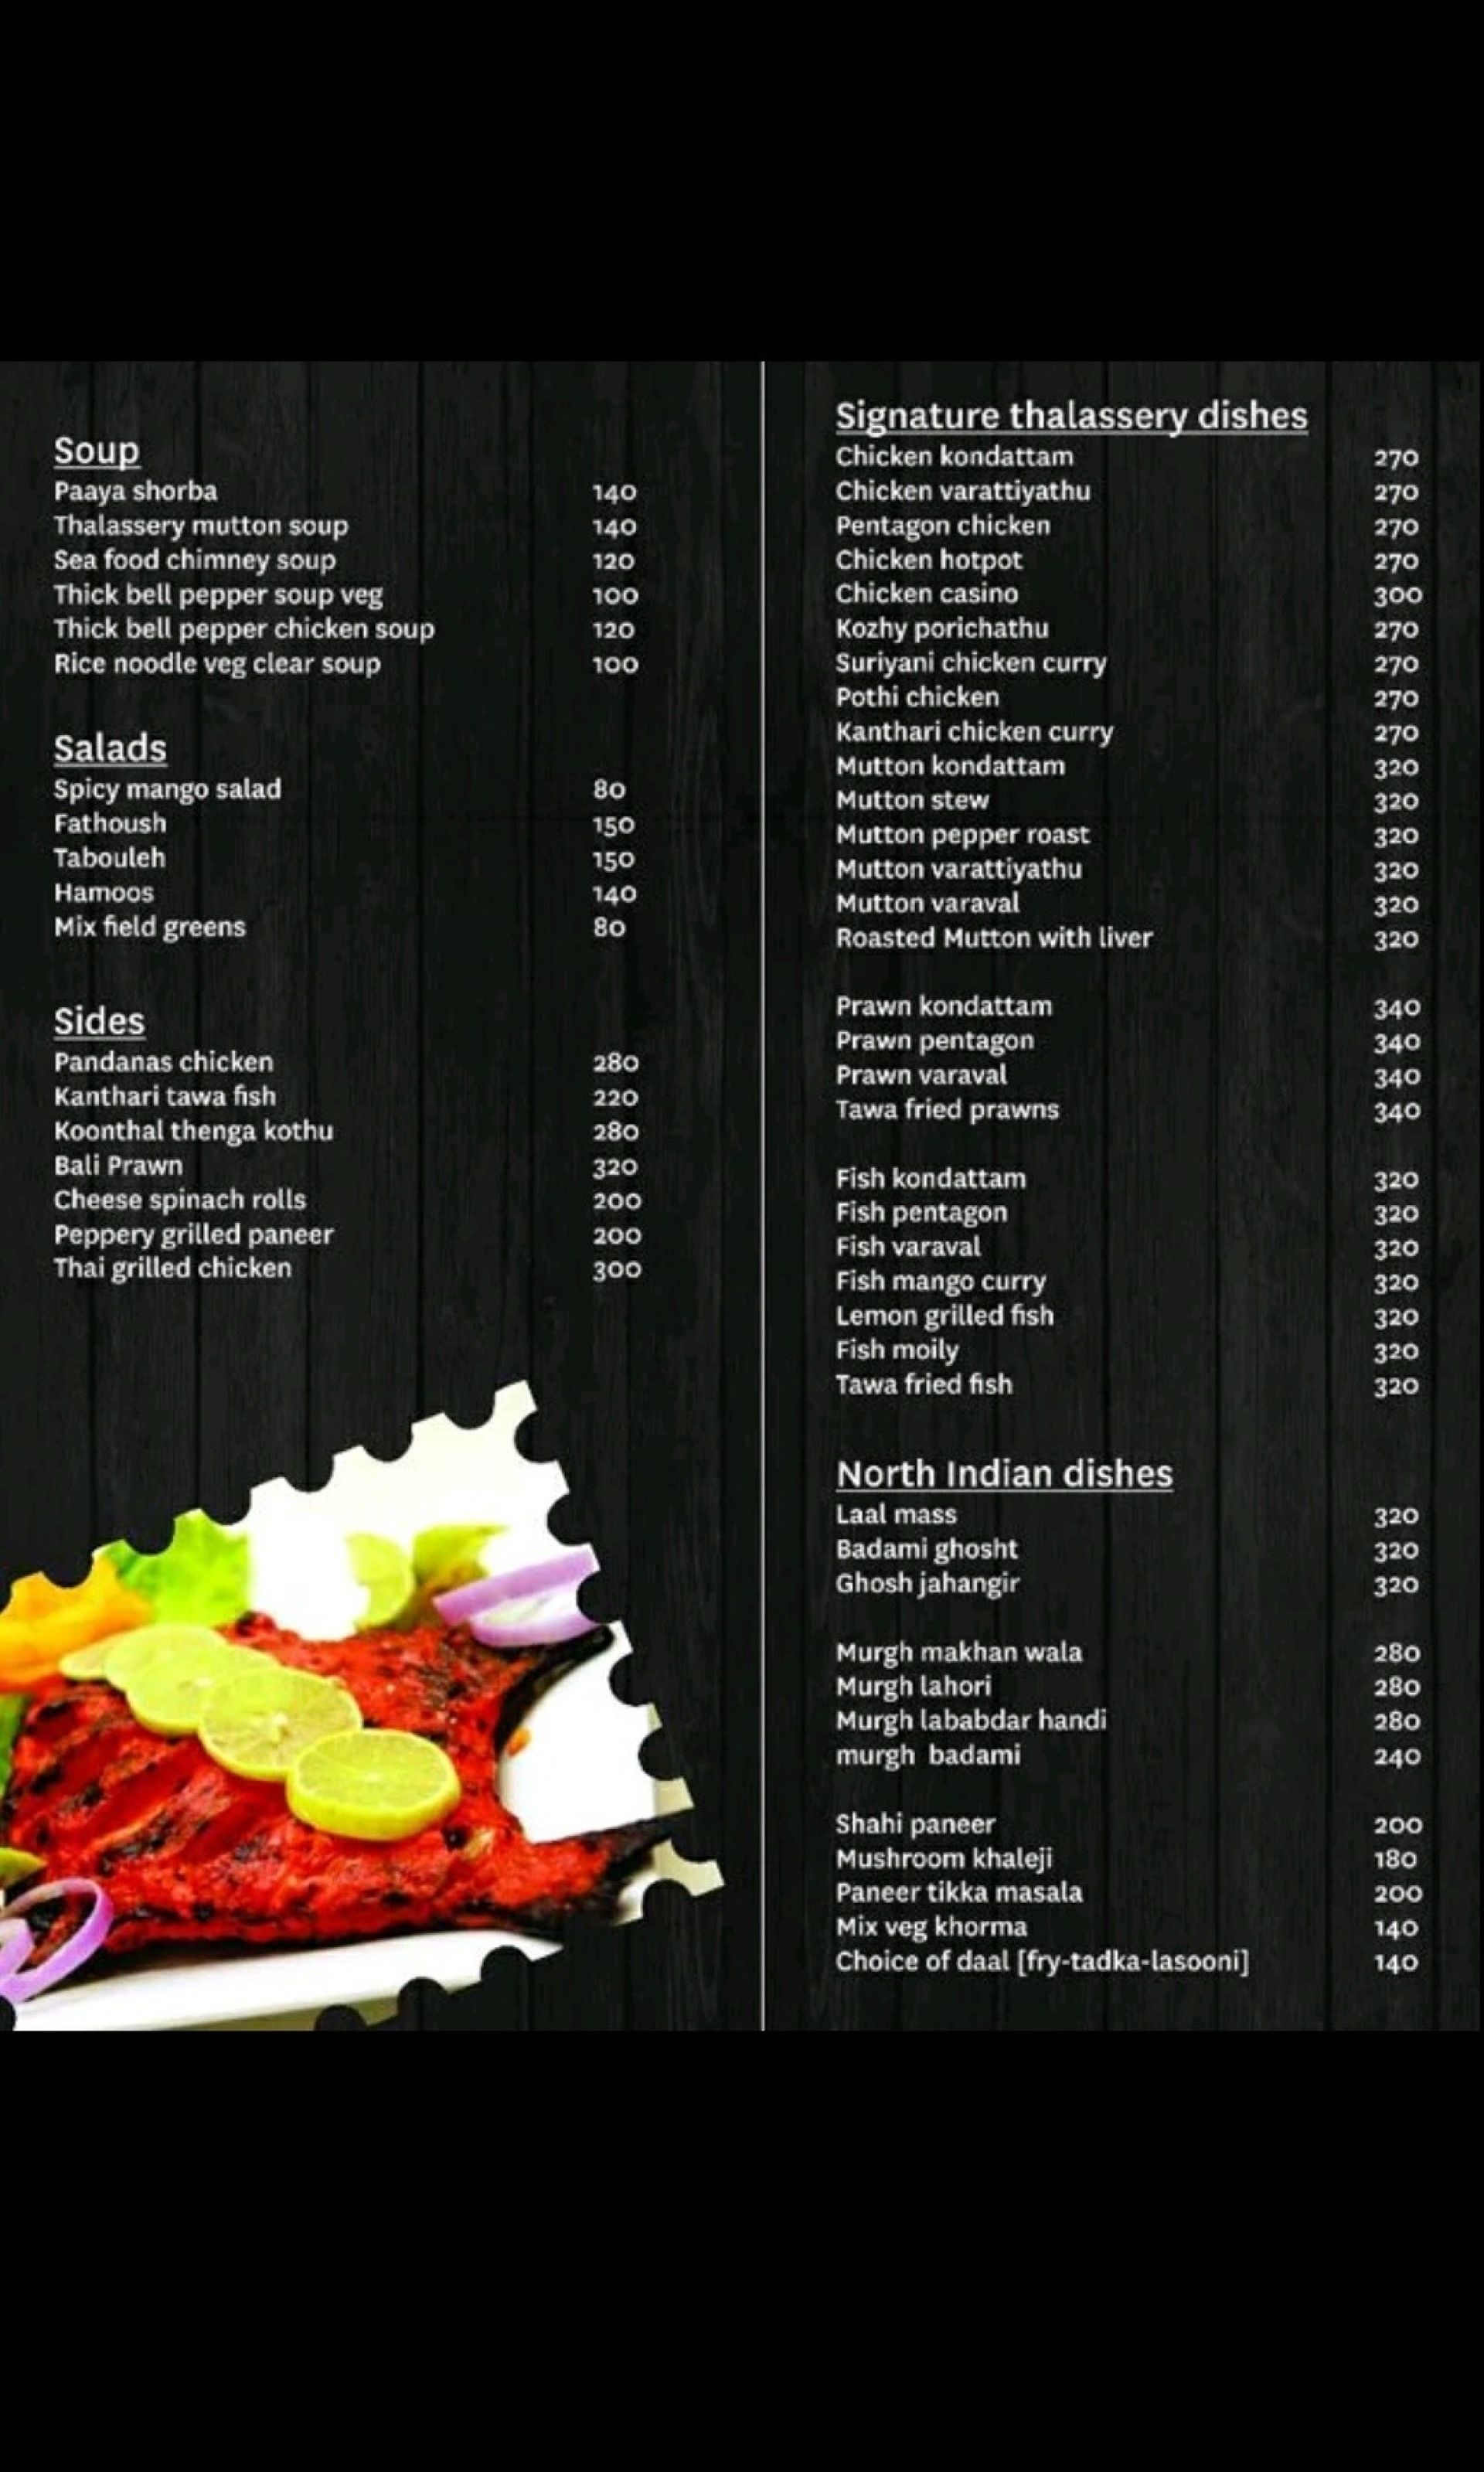 Soup
Paaya shorba 140
Thalassery mutton soup 140
Sea food chimney soup 120
Thick bell pepper soup veg 100
Thick bell pepper chicken soup 120
Rice noodle veg clear soup 100
Salads
Spicy mango salad 80
Fathoush 150
Tabouleh 150
Hamoos 140
Mix field greens 80
Sides
Pandanas chicken 280
Kanthari tawa fish 220
Koonthal thenga kothu 280
Bali Prawn 320
Cheese spinach rolls 200
Peppery grilled paneer 200
Thai grilled chicken 300
Signature thalassery dishes
Chicken kondattam 270
Chicken varattiyathu 270
Pentagon chicken 270
Chicken hotpot 270
Chicken casino 300
Kozhy porichathu 270
Suriyani chicken curry 270
Pothi chicken 270
Kanthari chicken curry 270
Mutton kondattam 320
Mutton stew 320
Mutton pepper roast 320
Mutton varattiyathu 320
Mutton varaval 320
Roasted Mutton with liver 320
Prawn kondattam 340
Prawn pentagon 340
Prawn varaval 340
Tawa fried prawns 340
Fish kondattam 320
Fish pentagon 320
Fish varaval 320
Fish mango curry 320
Lemon grilled fish 320
Fish moily 320
Tawa fried fish 320
North Indian dishes
Laal mass 320
Badami ghosht 320
Ghosh jahangir 320
Murgh makhan wala 280
Murgh lahori 280
Murgh lababdar handi 280
murgh badami 240
Shahi paneer 200
Mushroom khaleji 180
Paneer tikka masala 200
Mix veg khorma 140
Choice of daal [fry-tadka-lasooni] 140